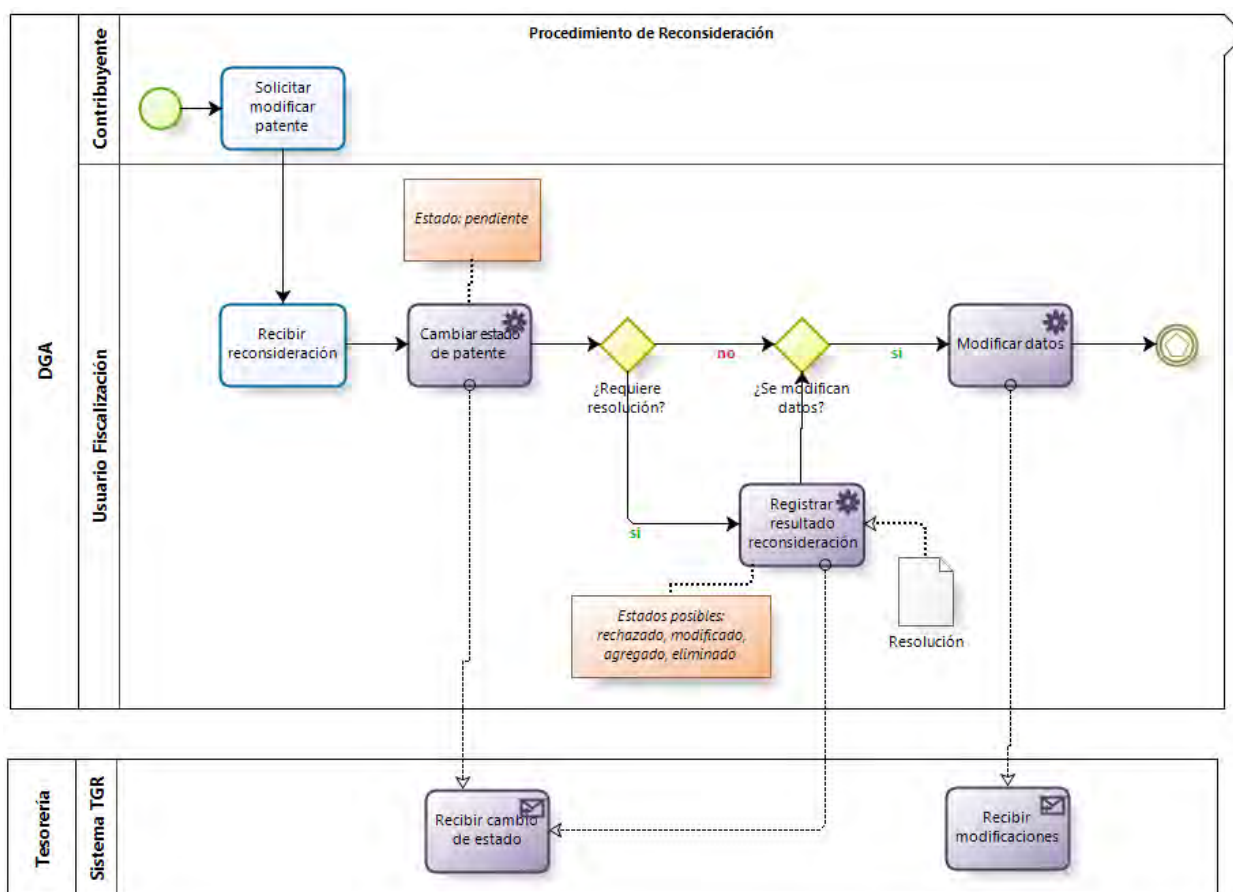 Procedimiento de Reconsideración
DGA
Contribuyente
Solicitar
modificar
patente
Usuario Fiscalización
Estado: pendiente
Recibir
reconsideración
Cambiar estado
de patente
¿Requiere
resolución?
no
si
¿Se modifican
datos?
si
Modificar datos
Registrar
resultado
reconsideración
Estados posibles:
rechazado, modificado,
agregado, eliminado
Resolución
Tesorería
Sistema TGR
Recibir cambio
de estado
Recibir
modificaciones